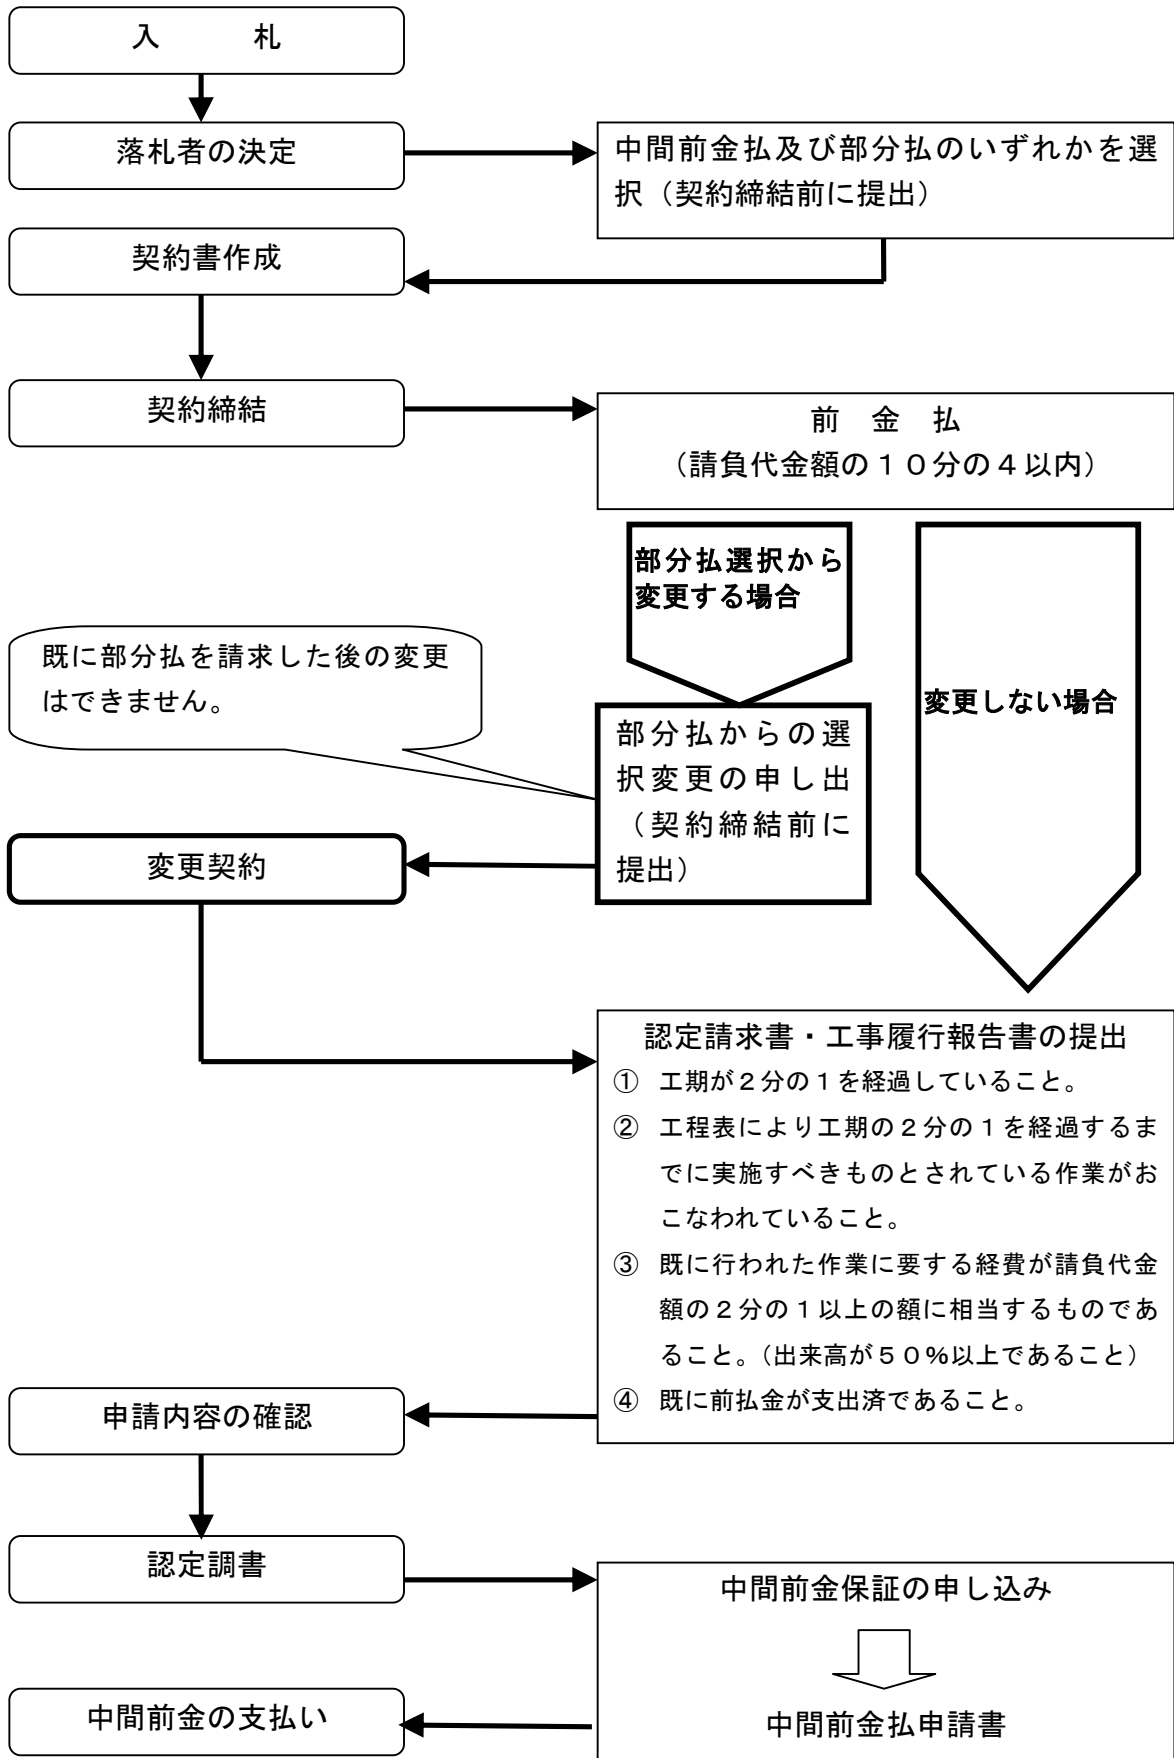 入　　　札
落札者の決定
中間前金払及び部分払のいずれかを選
択（契約締結前に提出）
契約書作成
契約締結
前　金　払
（請負代金額の１０分の４以内）
部分払選択から
変更する場合
変更しない場合
既に部分払を請求した後の変更
はできません。
部分払からの選
択変更の申し出
（契約締結前に
提出）
変更契約
認定請求書・工事履行報告書の提出
①　工期が２分の１を経過していること。
②　工程表により工期の２分の１を経過するま
でに実施すべきものとされている作業がお
こなわれていること。
③　既に行われた作業に要する経費が請負代金
額の２分の１以上の額に相当するものであ
ること。（出来高が５０％以上であること）
④　既に前払金が支出済であること。
申請内容の確認
認定調書
中間前金保証の申し込み
中間前金払申請書
中間前金の支払い